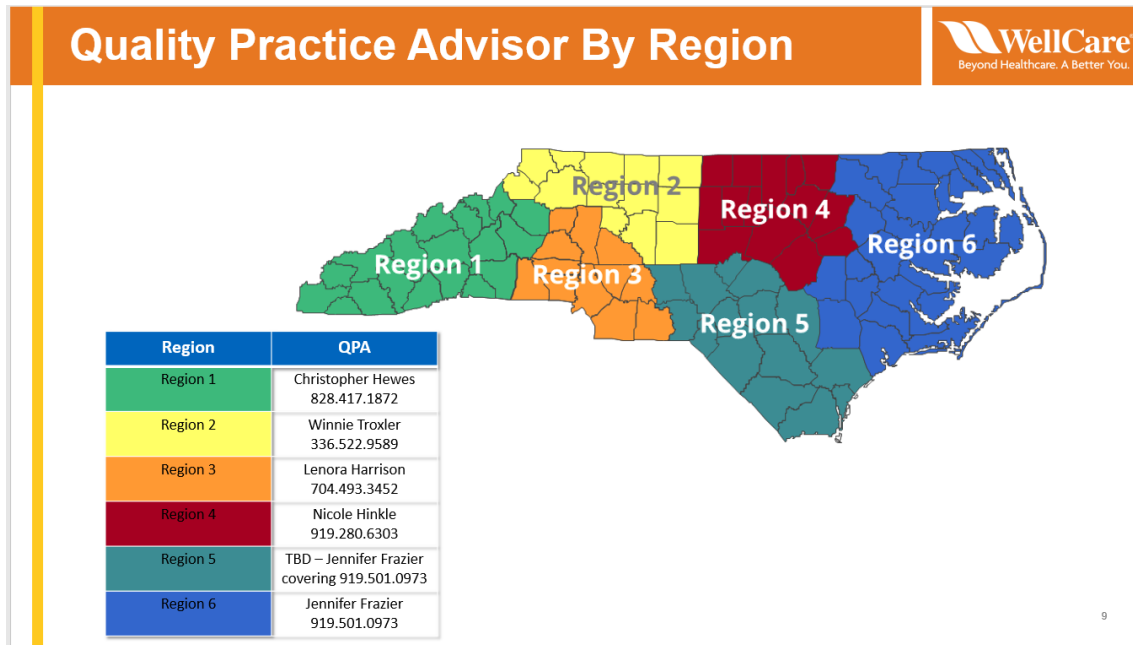 Quality Practice Advisor By Region
WellCare®
Beyond Healthcare. A Better You.
Region 2
Region 4
Region 6
Region 1
Region 3
Region 5
Region QPA
Region 1 Christopher Hewes
828.417.1872
Region 2 Winnie Troxler
336.522.9589
Region 3 Lenora Harrison
704.493.3452
Region 4 Nicole Hinkle
919.280.6303
Region 5 TBD – Jennifer Frazier
covering 919.501.0973
Region 6 Jennifer Frazier
919.501.0973
9